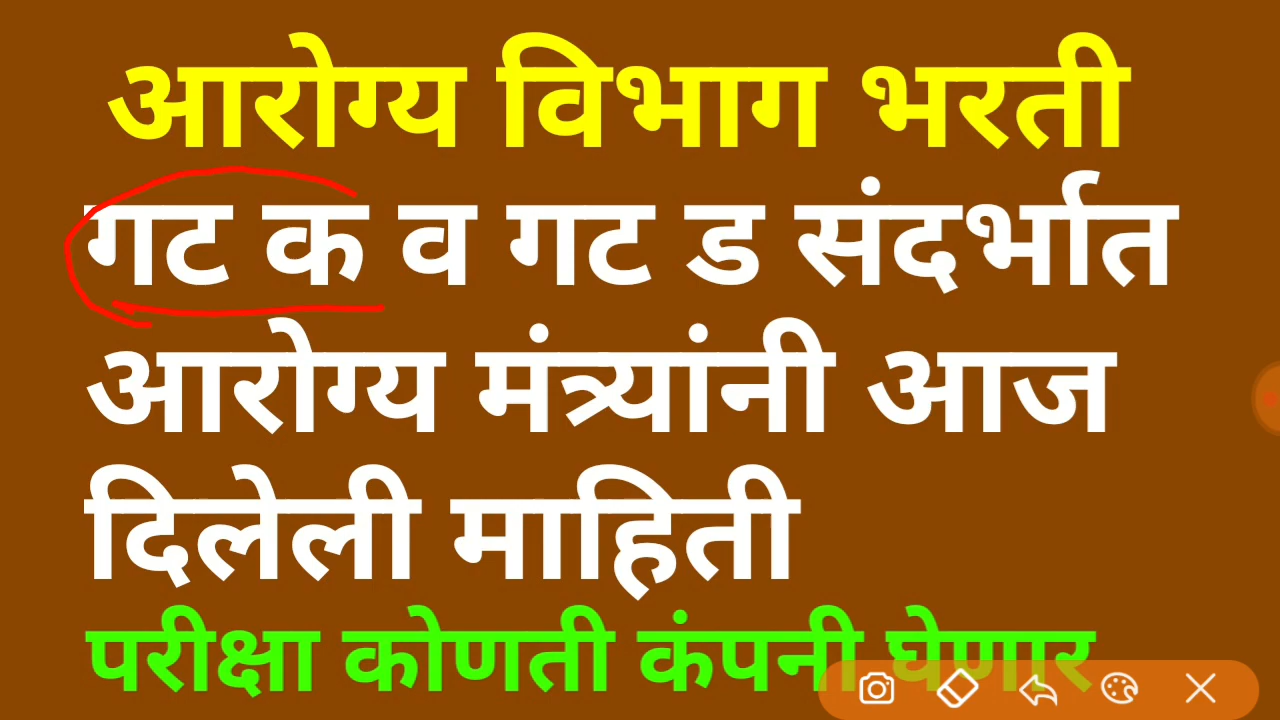 आरोग्य विभाग भरती
गट क व गट ड संदर्भात
आरोग्य मंत्र्यांनी आज
दिलेली माहिती
परीक्षा कोणती कंपनी घेणार